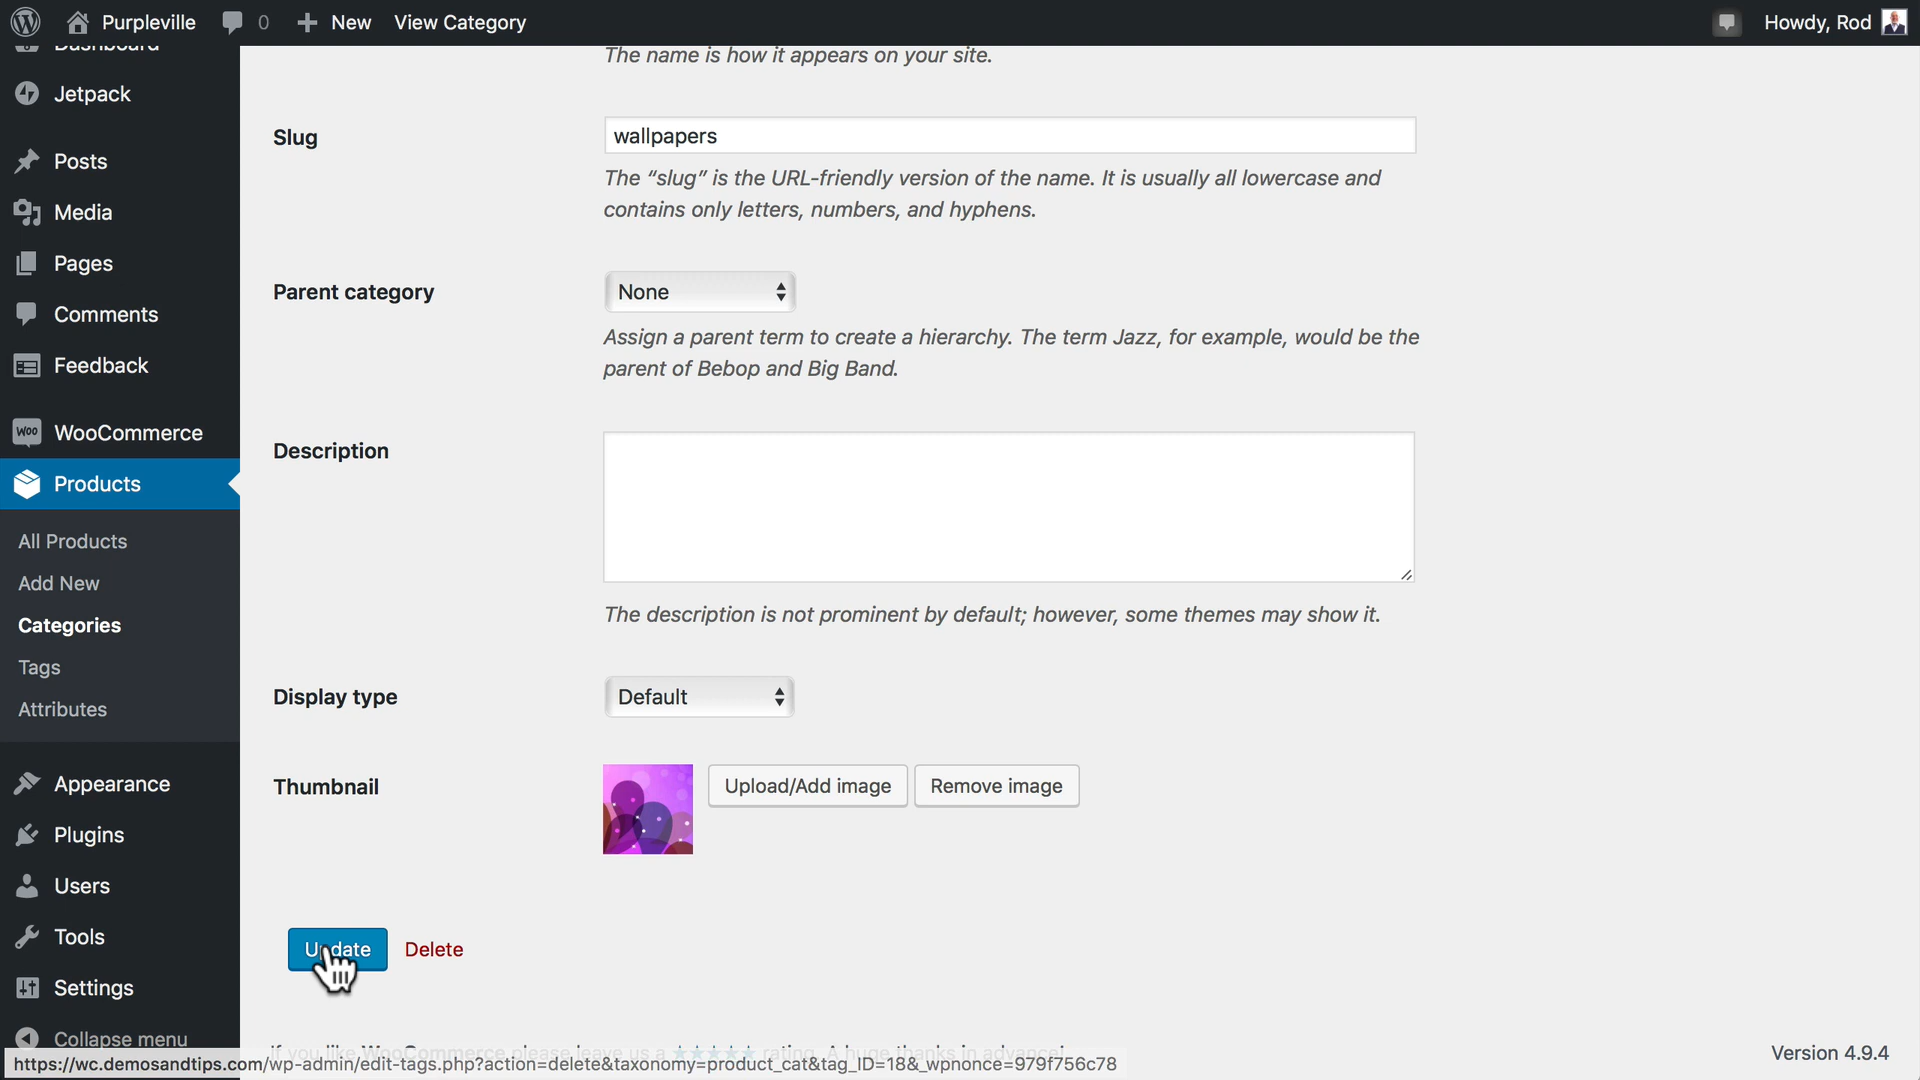 Purpleville 0 New View Category Howdy, Rod
Dashboard
Jetpack
Posts
Media
Pages
Comments
Feedback
WOO WooCommerce
Products
All Products
Add New
Categories
Tags
Attributes
Appearance
Plugins
Users
Tools
Settings
Collapse menu
The name is how it appears on your site.
Slug
wallpapers
The “slug” is the URL-friendly version of the name. It is usually all lowercase and
contains only letters, numbers, and hyphens.
Parent category
None
Assign a parent term to create a hierarchy. The term Jazz, for example, would be the
parent of Bebop and Big Band.
Description
The description is not prominent by default; however, some themes may show it.
Display type
Default
Thumbnail
Upload/Add image Remove image
Update Delete
If you like WooCommerce please leave us a ★★★★★ rating. A huge thanks in advance!
Version 4.9.4
https://wc.demosandtips.com/wp-admin/edit-tags.php?action=delete&taxonomy=product_cat&tag_ID=18&_wpnonce=979f756c78